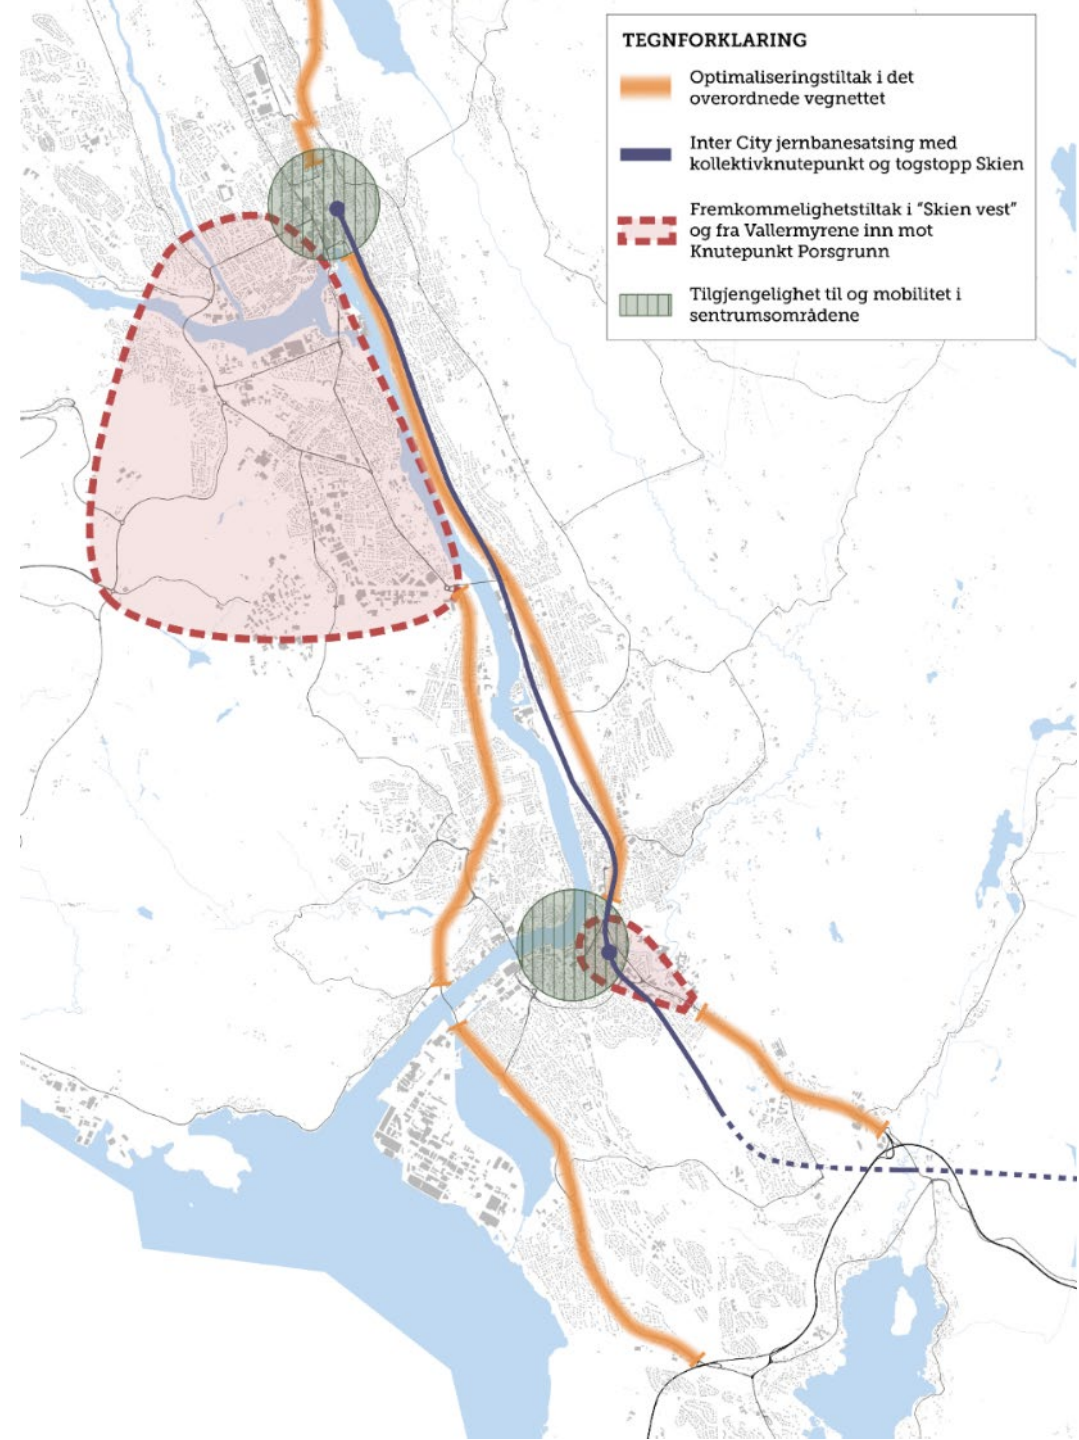 TEGNFORKLARING
Optimaliseringstiltak i det
overordnede vegnettet
Inter City jernbanesatsing med
kollektivknutepunkt og togstopp Skien
Fremkommelighetstiltak i "Skien vest"
og fra Vallermyrene inn mot
Knutepunkt Porsgrunn
Tilgjengelighet til og mobilitet i
sentrumsområdene